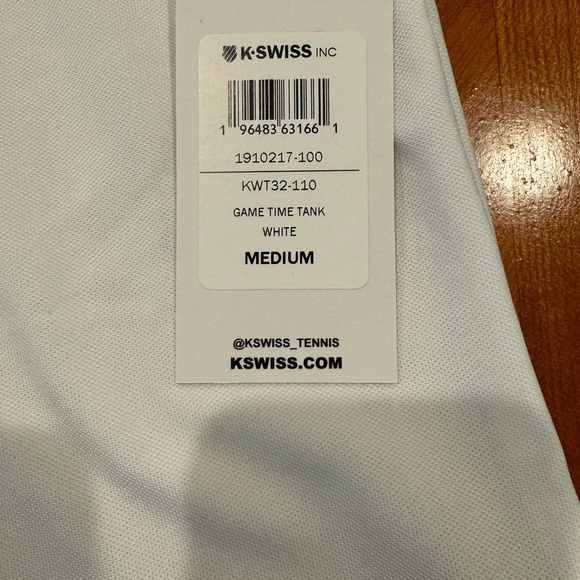 K·SWISS INC
1 96483 63166 1
1910217-100
KWT32-110
GAME TIME TANK
WHITE
MEDIUM
@KSWISS_TENNIS
KSWISS.COM